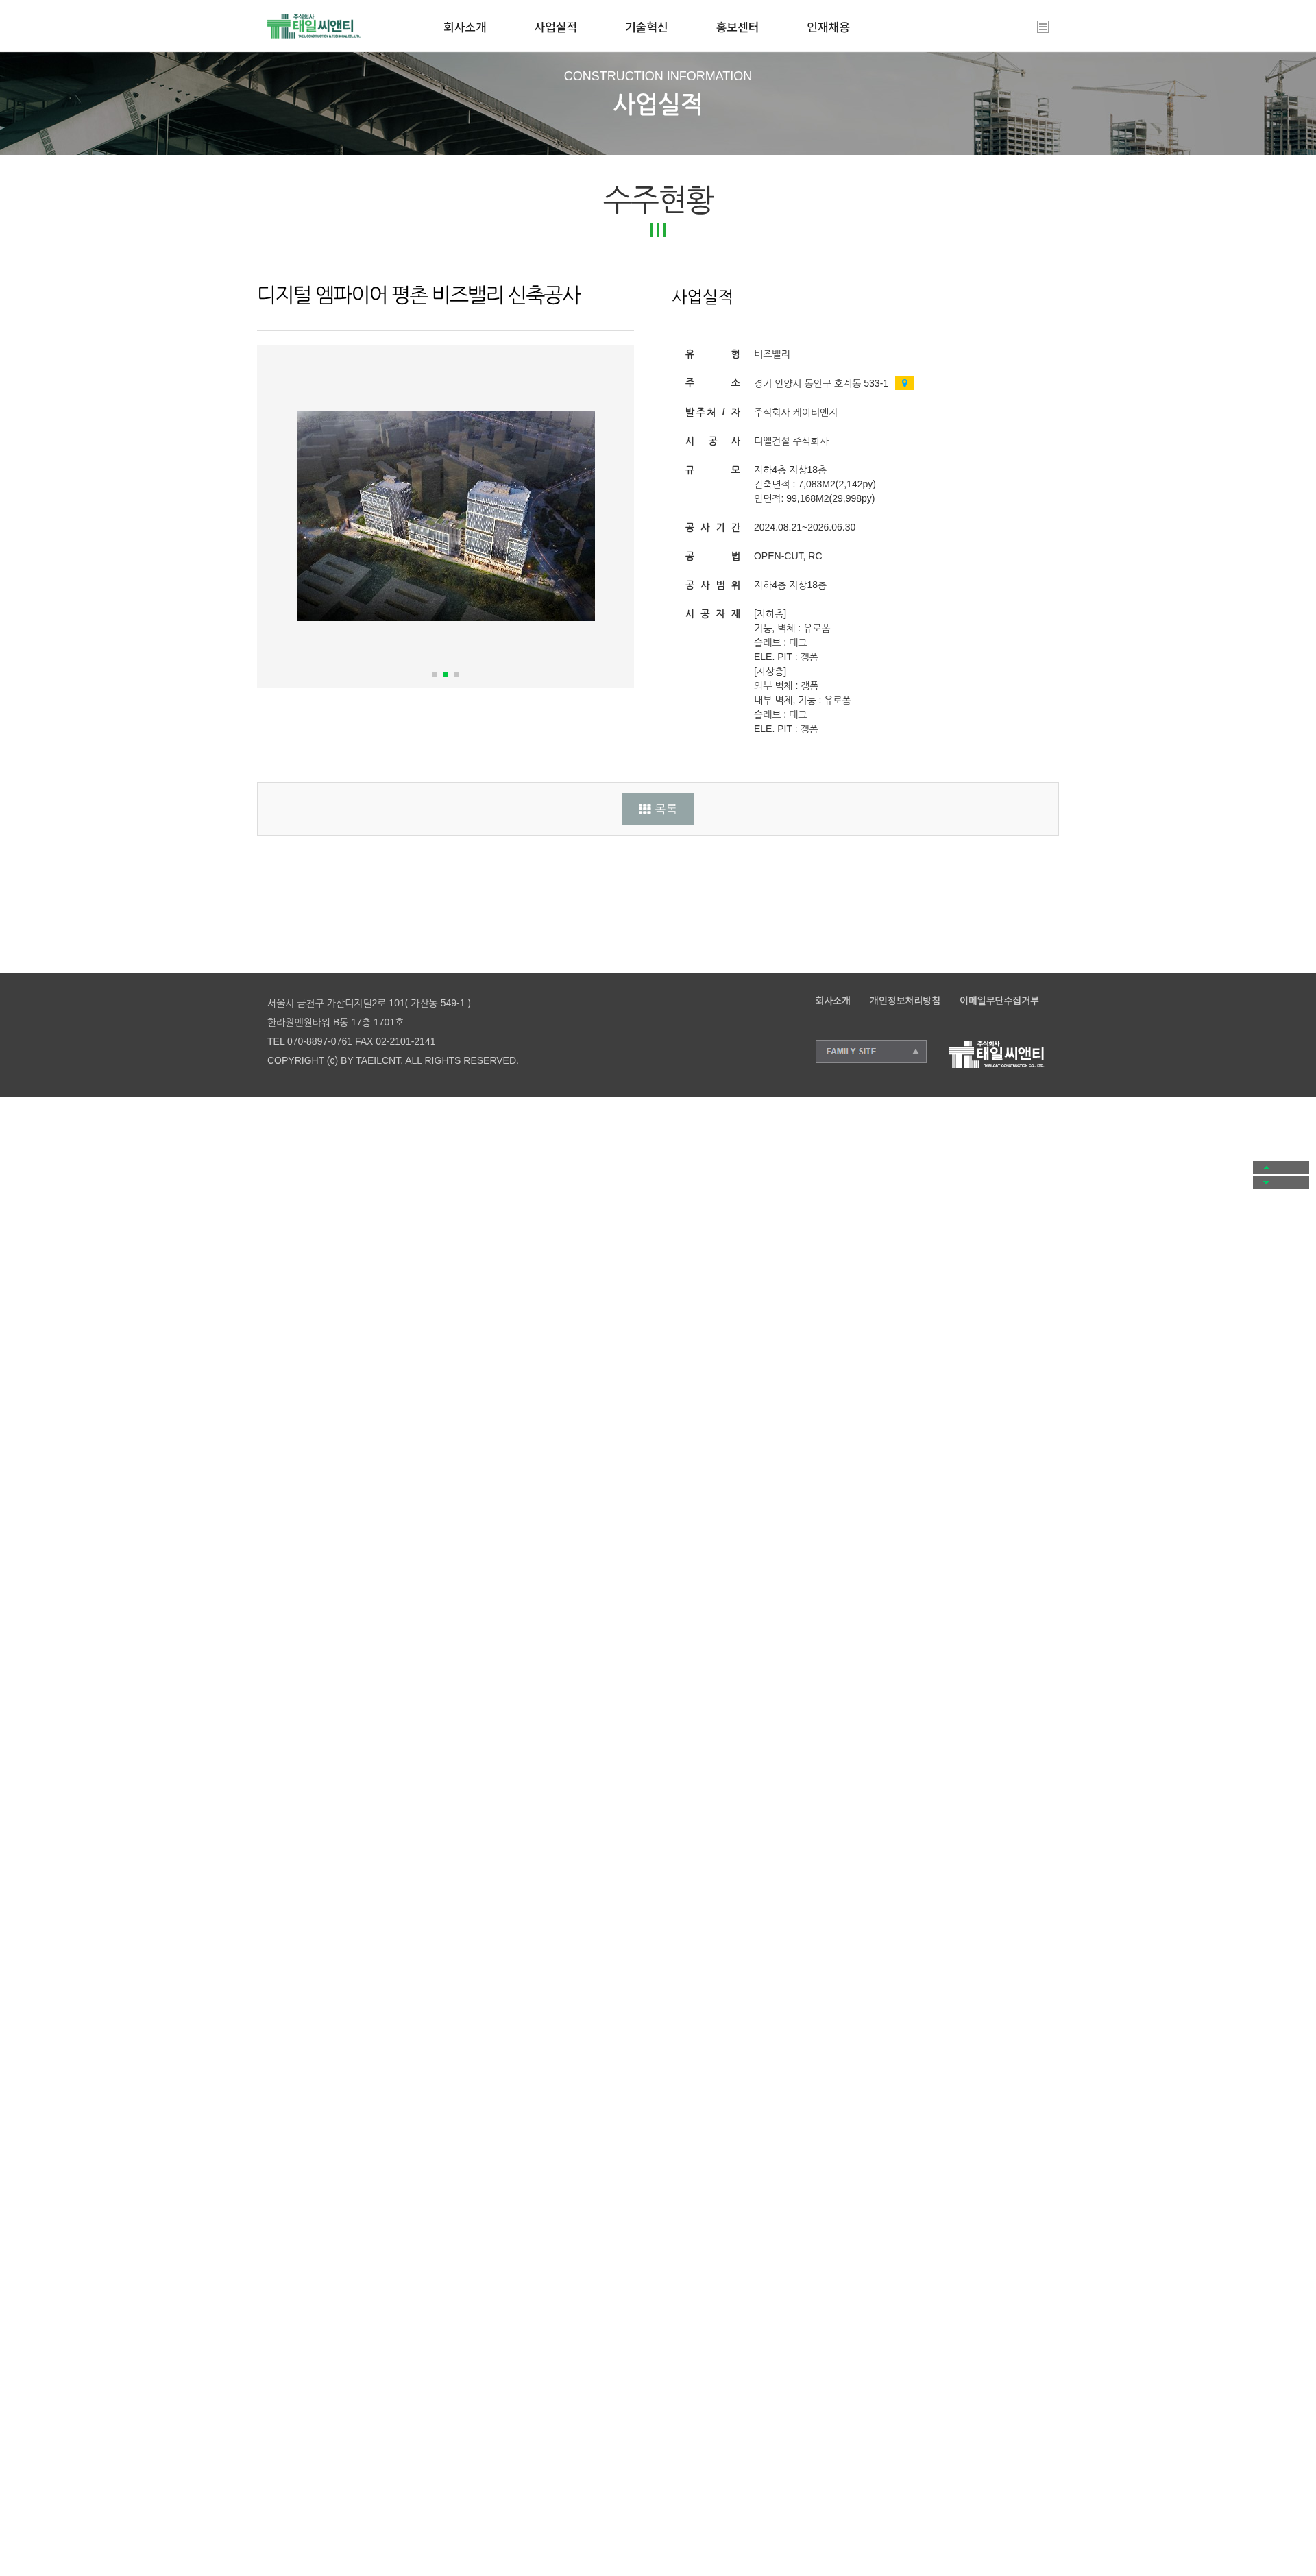 주식회사
태일씨앤티
회사소개
사업실적
기술혁신
홍보센터
인재채용
CONSTRUCTION INFORMATION
사업실적
수주현황
디지털 엠파이어 평촌 비즈밸리 신축공사
사업실적
유 형 비즈밸리
주 소 경기 안양시 동안구 호계동 533-1
발주처 / 자 주식회사 케이티앤지
시 공 사 디엘건설 주식회사
규 모 지하4층 지상18층
건축면적 : 7,083M2(2,142py)
연면적: 99,168M2(29,998py)
공 사 기 간 2024.08.21~2026.06.30
공 법 OPEN-CUT, RC
공 사 범 위 지하4층 지상18층
시 공 자 재 [지하층]
기둥, 벽체 : 유로폼
슬래브 : 데크
ELE. PIT : 갱폼
[지상층]
외부 벽체 : 갱폼
내부 벽체, 기둥 : 유로폼
슬래브 : 데크
ELE. PIT : 갱폼
목록
서울시 금천구 가산디지털2로 101( 가산동 549-1 )
한라원앤원타워 B동 17층 1701호
TEL 070-8897-0761 FAX 02-2101-2141
COPYRIGHT (c) BY TAEILCNT, ALL RIGHTS RESERVED.
회사소개
개인정보처리방침
이메일무단수집거부
FAMILY SITE
주식회사
태일씨앤티